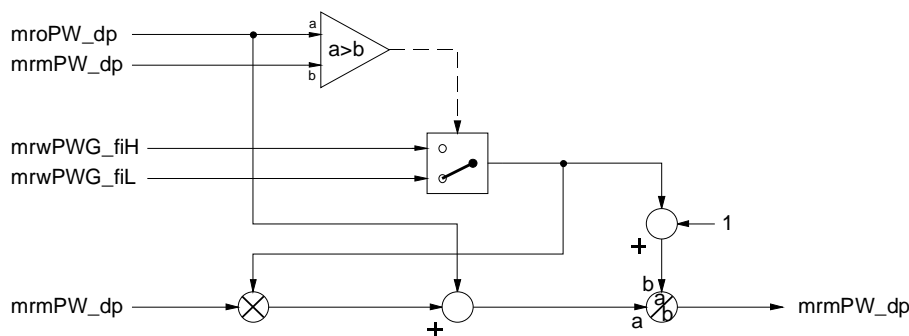 mroPW_dp
a
a>b
mrmPW_dp
b
mrwPWG_fiH
mrwPWG_fiL
1
+
b
mrmPW_dp
a
b
mrmPW_dp
+
a